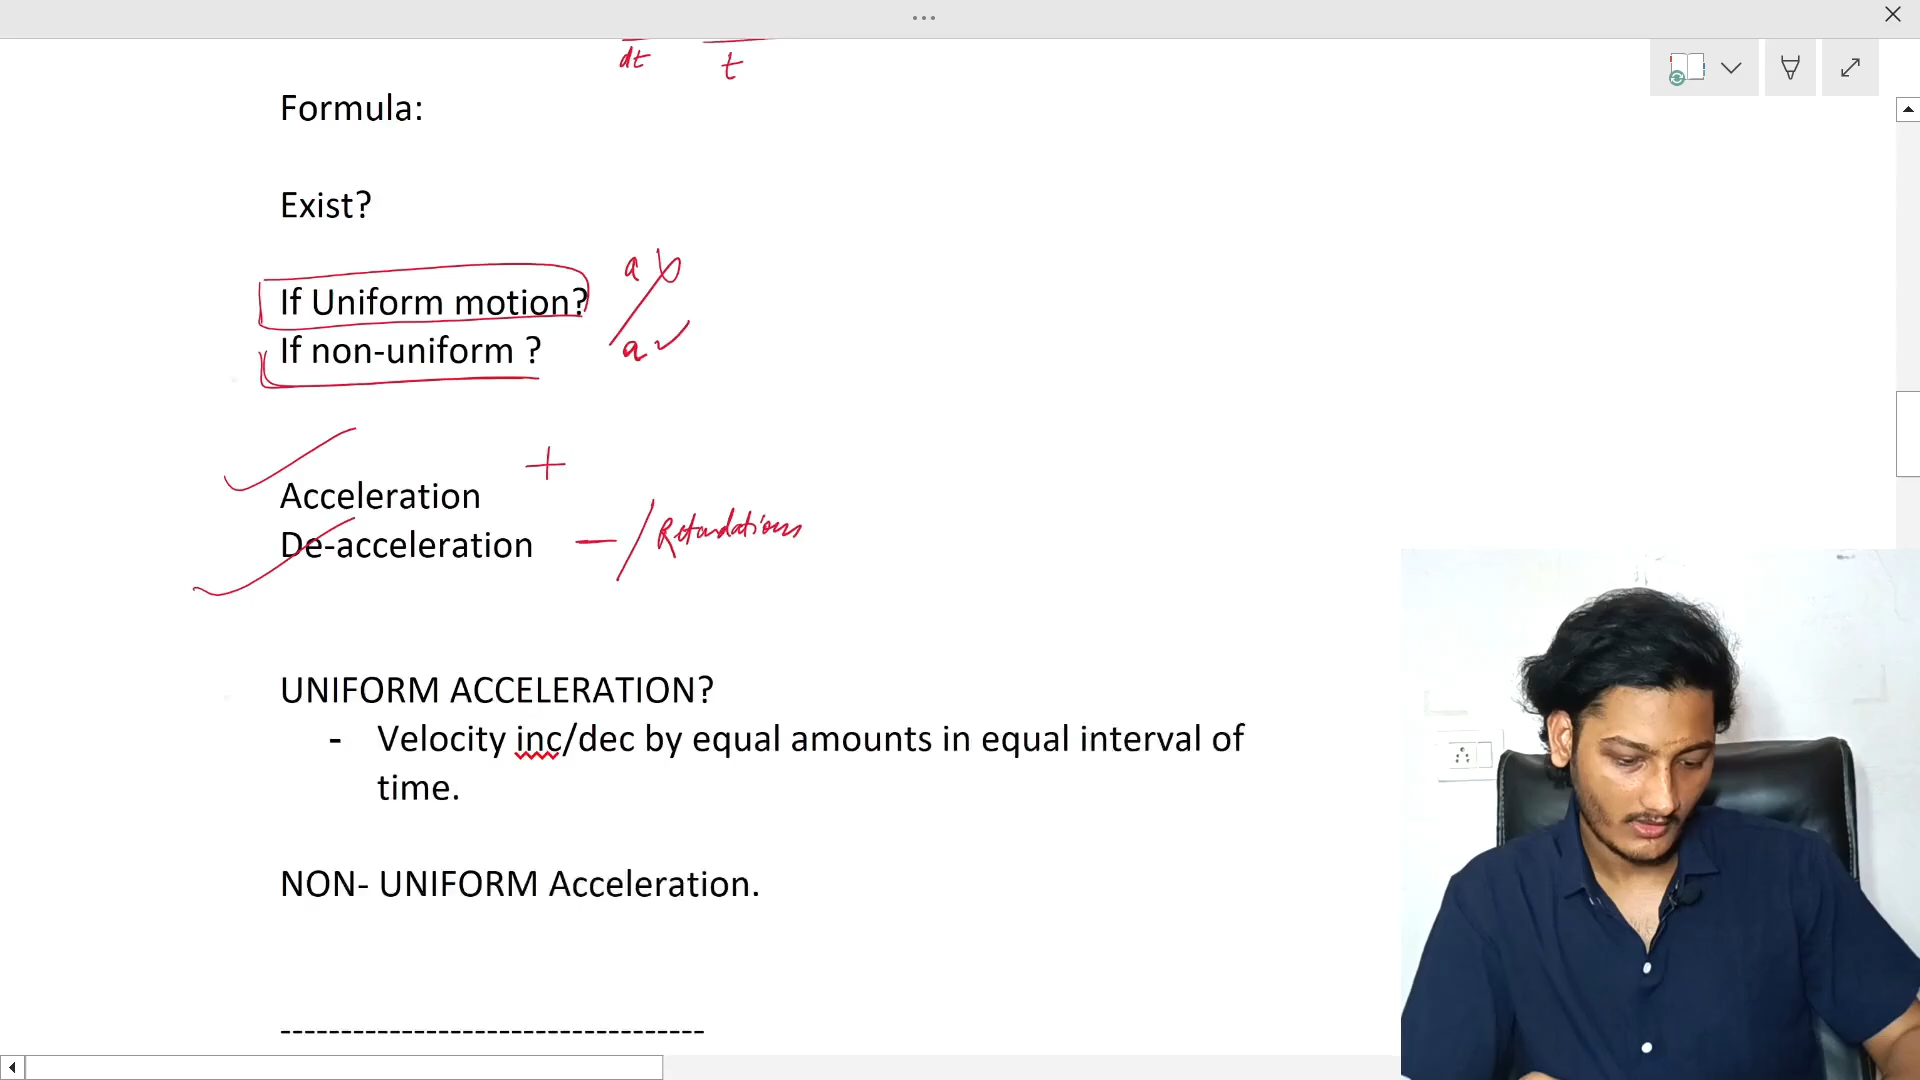 dt t
Formula:
Exist?
a
If Uniform motion?
If non-uniform ?
a
+
Acceleration
De-acceleration — / Retardations
UNIFORM ACCELERATION?
- Velocity inc/dec by equal amounts in equal interval of
time.
NON- UNIFORM Acceleration.
----------------------------------